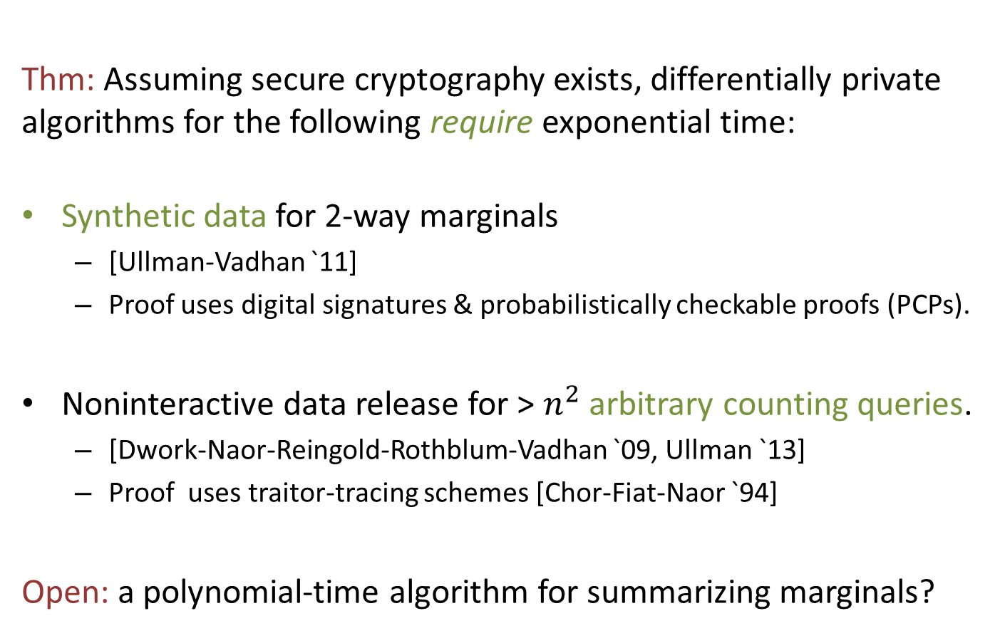 Thm: Assuming secure cryptography exists, differentially private
algorithms for the following require exponential time:
• Synthetic data for 2-way marginals
– [Ullman-Vadhan `11]
– Proof uses digital signatures & probabilistically checkable proofs (PCPs).
• Noninteractive data release for > n² arbitrary counting queries.
– [Dwork-Naor-Reingold-Rothblum-Vadhan `09, Ullman `13]
– Proof uses traitor-tracing schemes [Chor-Fiat-Naor `94]
Open: a polynomial-time algorithm for summarizing marginals?